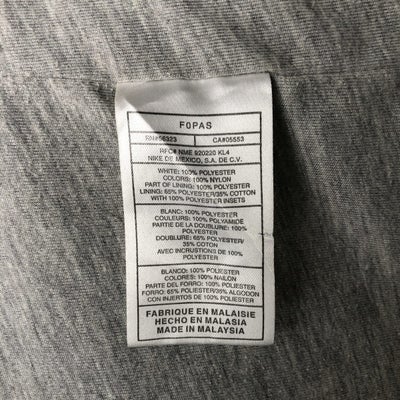 F0PAS
RN#56323 CA#05553
RFC# NME 920220 KL4
NIKE DE MEXICO, S.A. DE C.V.
WHITE: 100% POLYESTER
COLORS: 100% NYLON
PART OF LINING: 100% POLYESTER
LINING: 65% POLYESTER/35% COTTON
WITH 100% POLYESTER INSETS
BLANC: 100% POLYESTER
COULEURS: 100% POLYAMIDE
PARTIE DE LA DOUBLURE: 100%
POLYESTER
DOUBLURE: 65% POLYESTER/
35% COTON
AVEC INCRUSTIONS DE 100%
POLYESTER
BLANCO: 100% POLIESTER
COLORES: 100% NAILON
PARTE DEL FORRO: 100% POLIESTER
FORRO: 65% POLIESTER/35% ALGODON
CON INJERTOS DE 100% POLIESTER
FABRIQUE EN MALAISIE
HECHO EN MALASIA
MADE IN MALAYSIA